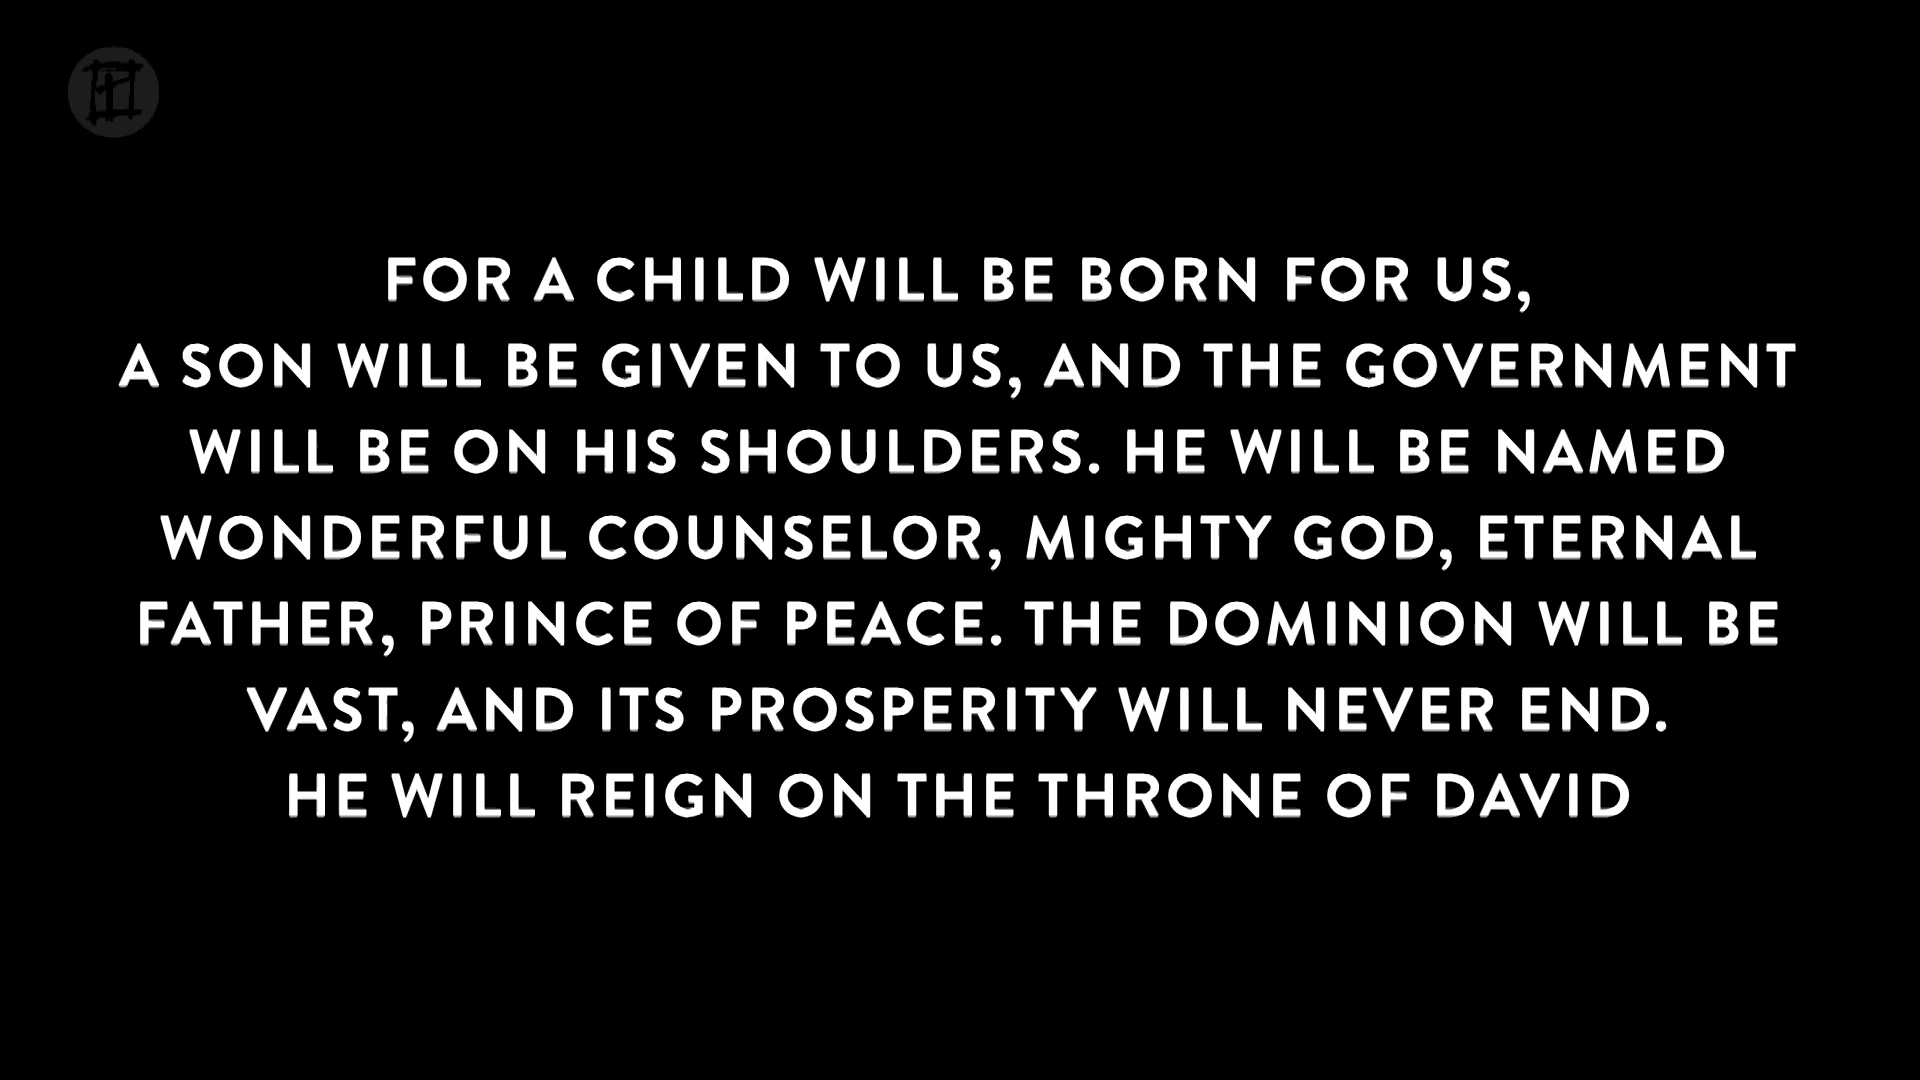 FOR A CHILD WILL BE BORN FOR US,
A SON WILL BE GIVEN TO US, AND THE GOVERNMENT
WILL BE ON HIS SHOULDERS. HE WILL BE NAMED
WONDERFUL COUNSELOR, MIGHTY GOD, ETERNAL
FATHER, PRINCE OF PEACE. THE DOMINION WILL BE
VAST, AND ITS PROSPERITY WILL NEVER END.
HE WILL REIGN ON THE THRONE OF DAVID